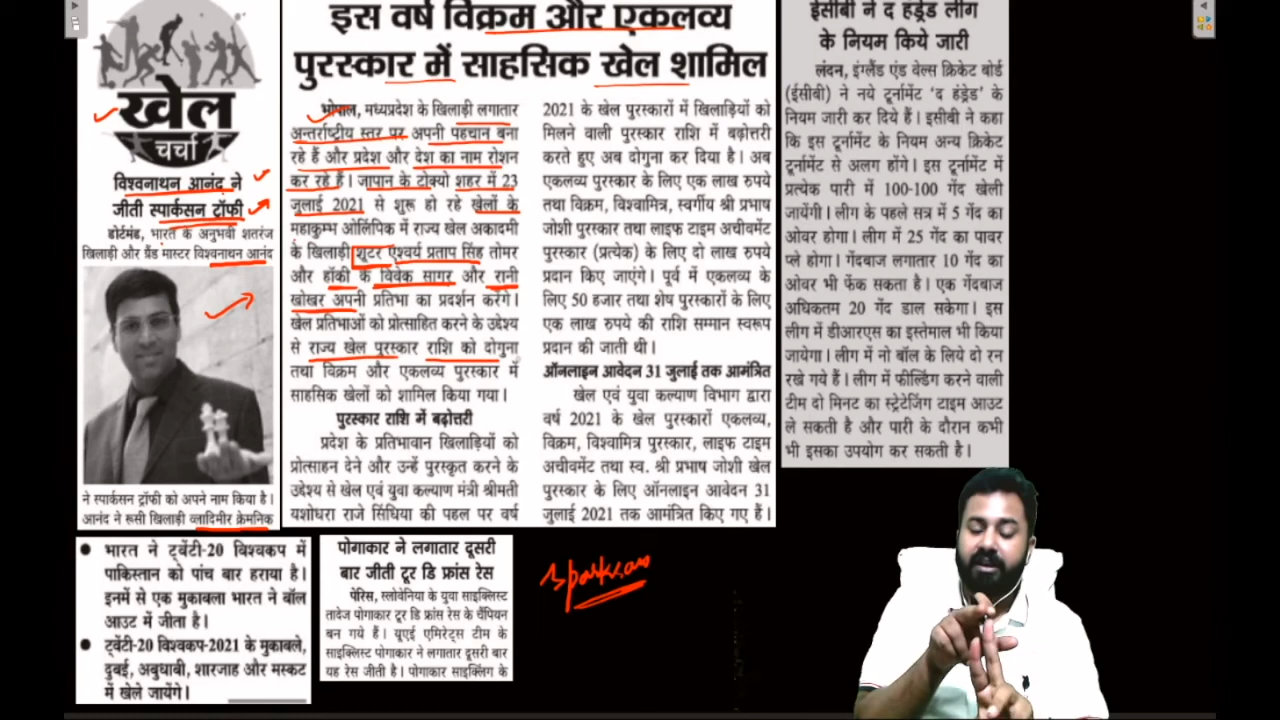 खेल
चर्चा
विश्वनाथन आनंद ने
जीती स्पार्कसन ट्रॉफी
डोर्टमंड, भारत के अनुभवी शतरंज
खिलाड़ी और ग्रैंड मास्टर विश्वनाथन आनंद
ने स्पार्कसन ट्रॉफी को अपने नाम किया है।
आनंद ने रूसी खिलाड़ी व्लादिमीर क्रेमनिक
इस वर्ष विक्रम और एकलव्य
पुरस्कार में साहसिक खेल शामिल
भोपाल, मध्यप्रदेश के खिलाड़ी लगातार
अन्तर्राष्ट्रीय स्तर पर अपनी पहचान बना
रहे हैं और प्रदेश और देश का नाम रोशन
कर रहे हैं। जापान के टोक्यो शहर में 23
जुलाई 2021 से शुरू हो रहे खेलों के
महाकुम्भ ओलिंपिक में राज्य खेल अकादमी
के खिलाड़ी शूटर ऐश्वर्य प्रताप सिंह तोमर
और हॉकी के विवेक सागर और रानी
खोखर अपनी प्रतिभा का प्रदर्शन करेंगे।
खेल प्रतिभाओं को प्रोत्साहित करने के उद्देश्य
से राज्य खेल पुरस्कार राशि को दोगुना
तथा विक्रम और एकलव्य पुरस्कार में
साहसिक खेलों को शामिल किया गया।
पुरस्कार राशि में बढ़ोत्तरी
प्रदेश के प्रतिभावान खिलाड़ियों को
प्रोत्साहन देने और उन्हें पुरस्कृत करने के
उद्देश्य से खेल एवं युवा कल्याण मंत्री श्रीमती
यशोधरा राजे सिंधिया की पहल पर वर्ष
2021 के खेल पुरस्कारों में खिलाड़ियों को
मिलने वाली पुरस्कार राशि में बढ़ोत्तरी
करते हुए अब दोगुना कर दिया है। अब
एकलव्य पुरस्कार के लिए एक लाख रुपये
तथा विक्रम, विश्वामित्र, स्वर्गीय श्री प्रभाष
जोशी पुरस्कार तथा लाईफ टाइम अचीवमेंट
पुरस्कार (प्रत्येक) के लिए दो लाख रुपये
प्रदान किए जाएंगे। पूर्व में एकलव्य के
लिए 50 हजार तथा शेष पुरस्कारों के लिए
एक लाख रुपये की राशि सम्मान स्वरूप
प्रदान की जाती थी।
ऑनलाइन आवेदन 31 जुलाई तक आमंत्रित
खेल एवं युवा कल्याण विभाग द्वारा
वर्ष 2021 के खेल पुरस्कारों एकलव्य,
विक्रम, विश्वामित्र पुरस्कार, लाइफ टाइम
अचीवमेंट तथा स्व. श्री प्रभाष जोशी खेल
पुरस्कार के लिए ऑनलाइन आवेदन 31
जुलाई 2021 तक आमंत्रित किए गए हैं।
ईसीबी ने द हंड्रेड लीग
के नियम किये जारी
लंदन, इंग्लैंड एंड वेल्स क्रिकेट बोर्ड
(ईसीबी) ने नये टूर्नामेंट 'द हंड्रेड' के
नियम जारी कर दिये हैं। इसीबी ने कहा
कि इस टूर्नामेंट के नियम अन्य क्रिकेट
टूर्नामेंट से अलग होंगे। इस टूर्नामेंट में
प्रत्येक पारी में 100-100 गेंद खेली
जायेंगी। लीग के पहले सत्र में 5 गेंद का
ओवर होगा। लीग में 25 गेंद का पावर
प्ले होगा। गेंदबाज लगातार 10 गेंद का
ओवर भी फेंक सकता है। एक गेंदबाज
अधिकतम 20 गेंद डाल सकेगा। इस
लीग में डीआरएस का इस्तेमाल भी किया
जायेगा। लीग में नो बॉल के लिये दो रन
रखे गये हैं। लीग में फील्डिंग करने वाली
टीम दो मिनट का स्ट्रेटेजिंग टाइम आउट
ले सकती है और पारी के दौरान कभी
भी इसका उपयोग कर सकती है।
भारत ने ट्वेंटी-20 विश्वकप में
पाकिस्तान को पांच बार हराया है।
इनमें से एक मुकाबला भारत ने बॉल
आउट में जीता है।
ट्वेंटी-20 विश्वकप-2021 के मुकाबले,
दुबई, अबुधाबी, शारजाह और मस्कट
में खेले जायेंगे।
पोगाकार ने लगातार दूसरी
बार जीती टूर डि फ्रांस रेस
पेरिस, स्लोवेनिया के युवा साइक्लिस्ट
तादेज पोगाकार टूर डि फ्रांस रेस के चैंपियन
बन गये हैं। यूएई एमिरेट्स टीम के
साइक्लिस्ट पोगाकार ने लगातार दूसरी बार
यह रेस जीती है। पोगाकार साइक्लिंग के
Sparksan